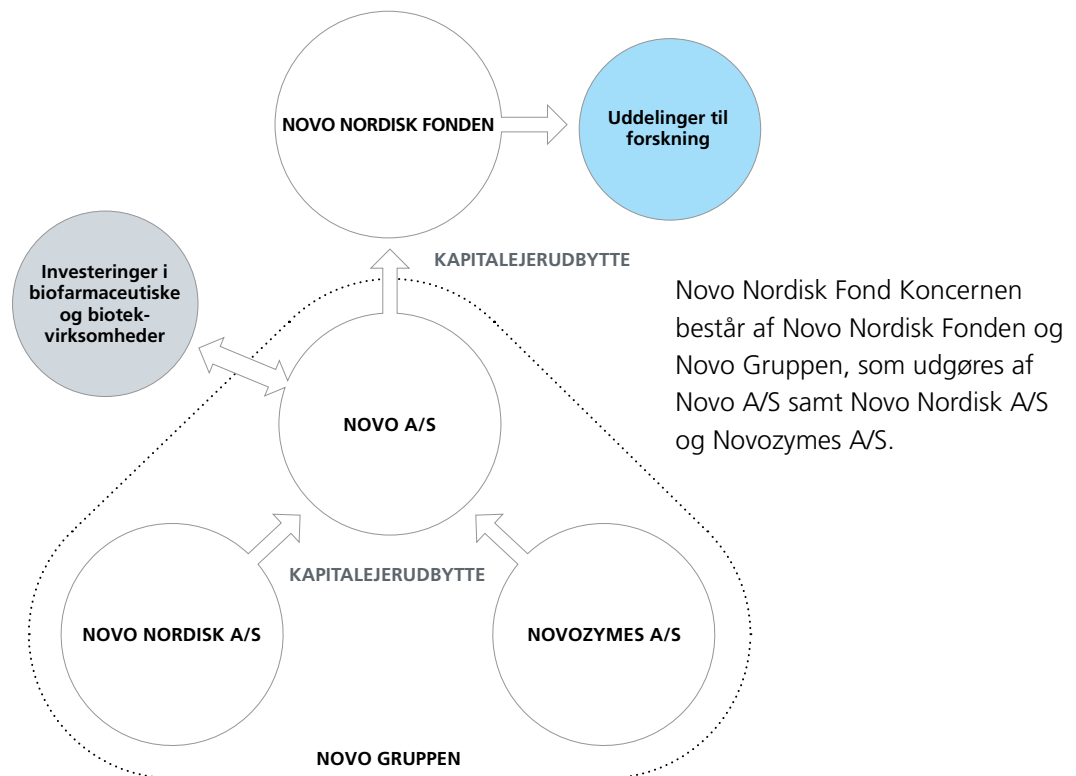 NOVO NORDISK FONDEN
Uddelinger til
forskning
KAPITALEJERUDBYTTE
Investeringer i
biofarmaceutiske
og biotek-
virksomheder
Novo Nordisk Fond Koncernen
består af Novo Nordisk Fonden og
Novo Gruppen, som udgøres af
Novo A/S samt Novo Nordisk A/S
og Novozymes A/S.
NOVO A/S
KAPITALEJERUDBYTTE
NOVO NORDISK A/S
NOVOZYMES A/S
NOVO GRUPPEN